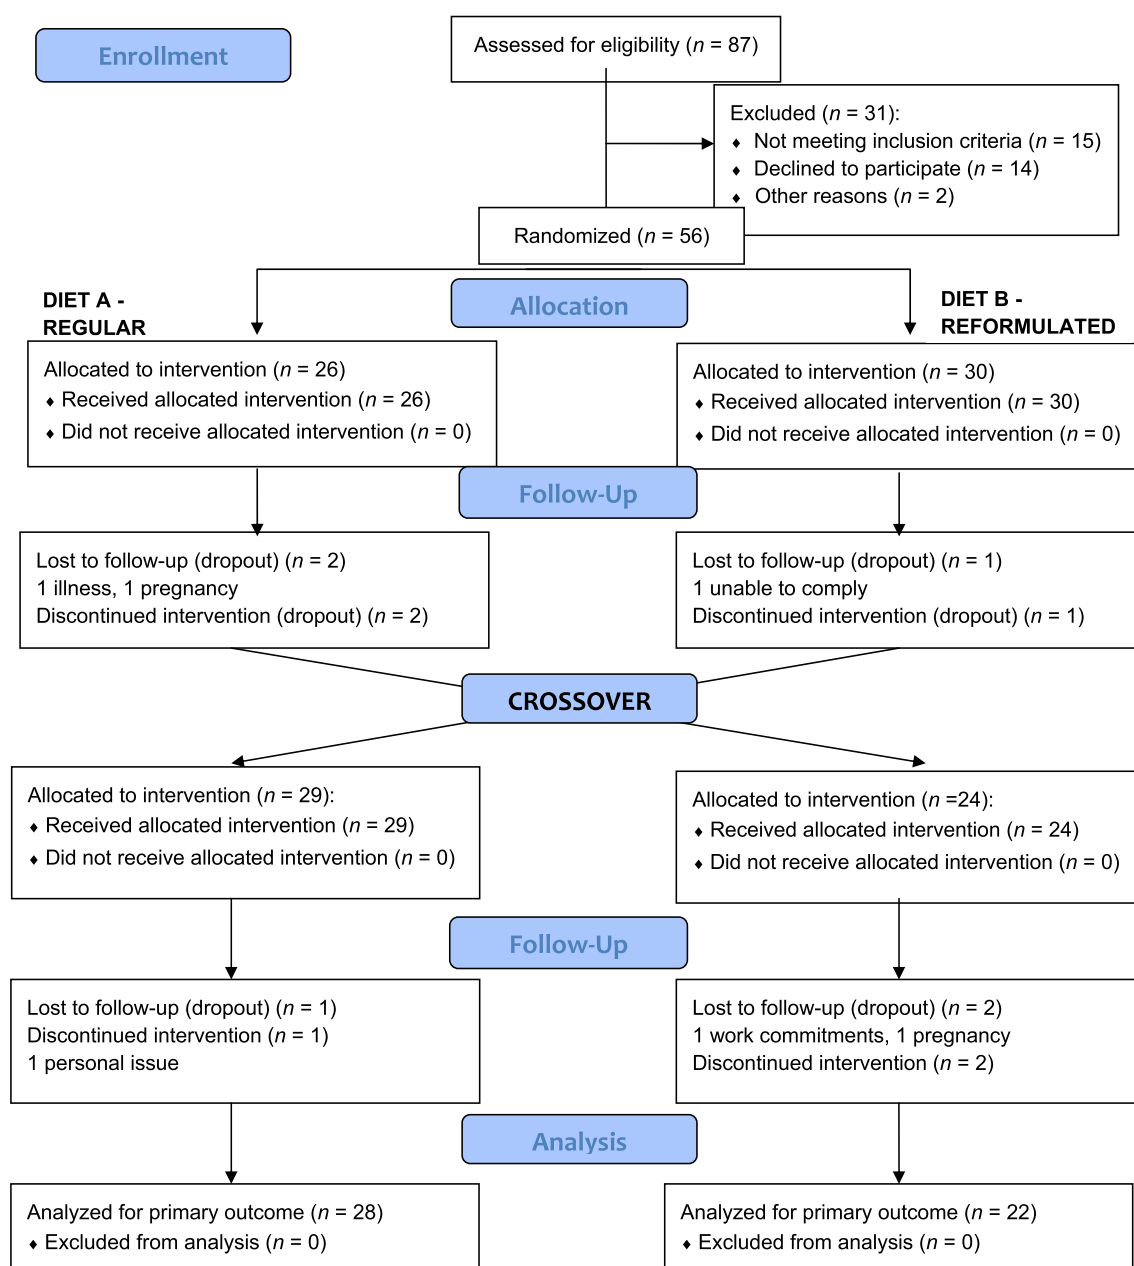 Enrollment
Assessed for eligibility (n = 87)
Excluded (n = 31):
♦ Not meeting inclusion criteria (n = 15)
♦ Declined to participate (n = 14)
♦ Other reasons (n = 2)
Randomized (n = 56)
Allocation
DIET A -
REGULAR
DIET B -
REFORMULATED
Allocated to intervention (n = 26)
♦ Received allocated intervention (n = 26)
♦ Did not receive allocated intervention (n = 0)
Allocated to intervention (n = 30)
♦ Received allocated intervention (n = 30)
♦ Did not receive allocated intervention (n = 0)
Follow-Up
Lost to follow-up (dropout) (n = 2)
1 illness, 1 pregnancy
Discontinued intervention (dropout) (n = 2)
Lost to follow-up (dropout) (n = 1)
1 unable to comply
Discontinued intervention (dropout) (n = 1)
CROSSOVER
Allocated to intervention (n = 29):
♦ Received allocated intervention (n = 29)
♦ Did not receive allocated intervention (n = 0)
Allocated to intervention (n =24):
♦ Received allocated intervention (n = 24)
♦ Did not receive allocated intervention (n = 0)
Follow-Up
Lost to follow-up (dropout) (n = 1)
Discontinued intervention (n = 1)
1 personal issue
Lost to follow-up (dropout) (n = 2)
1 work commitments, 1 pregnancy
Discontinued intervention (n = 2)
Analysis
Analyzed for primary outcome (n = 28)
♦ Excluded from analysis (n = 0)
Analyzed for primary outcome (n = 22)
♦ Excluded from analysis (n = 0)